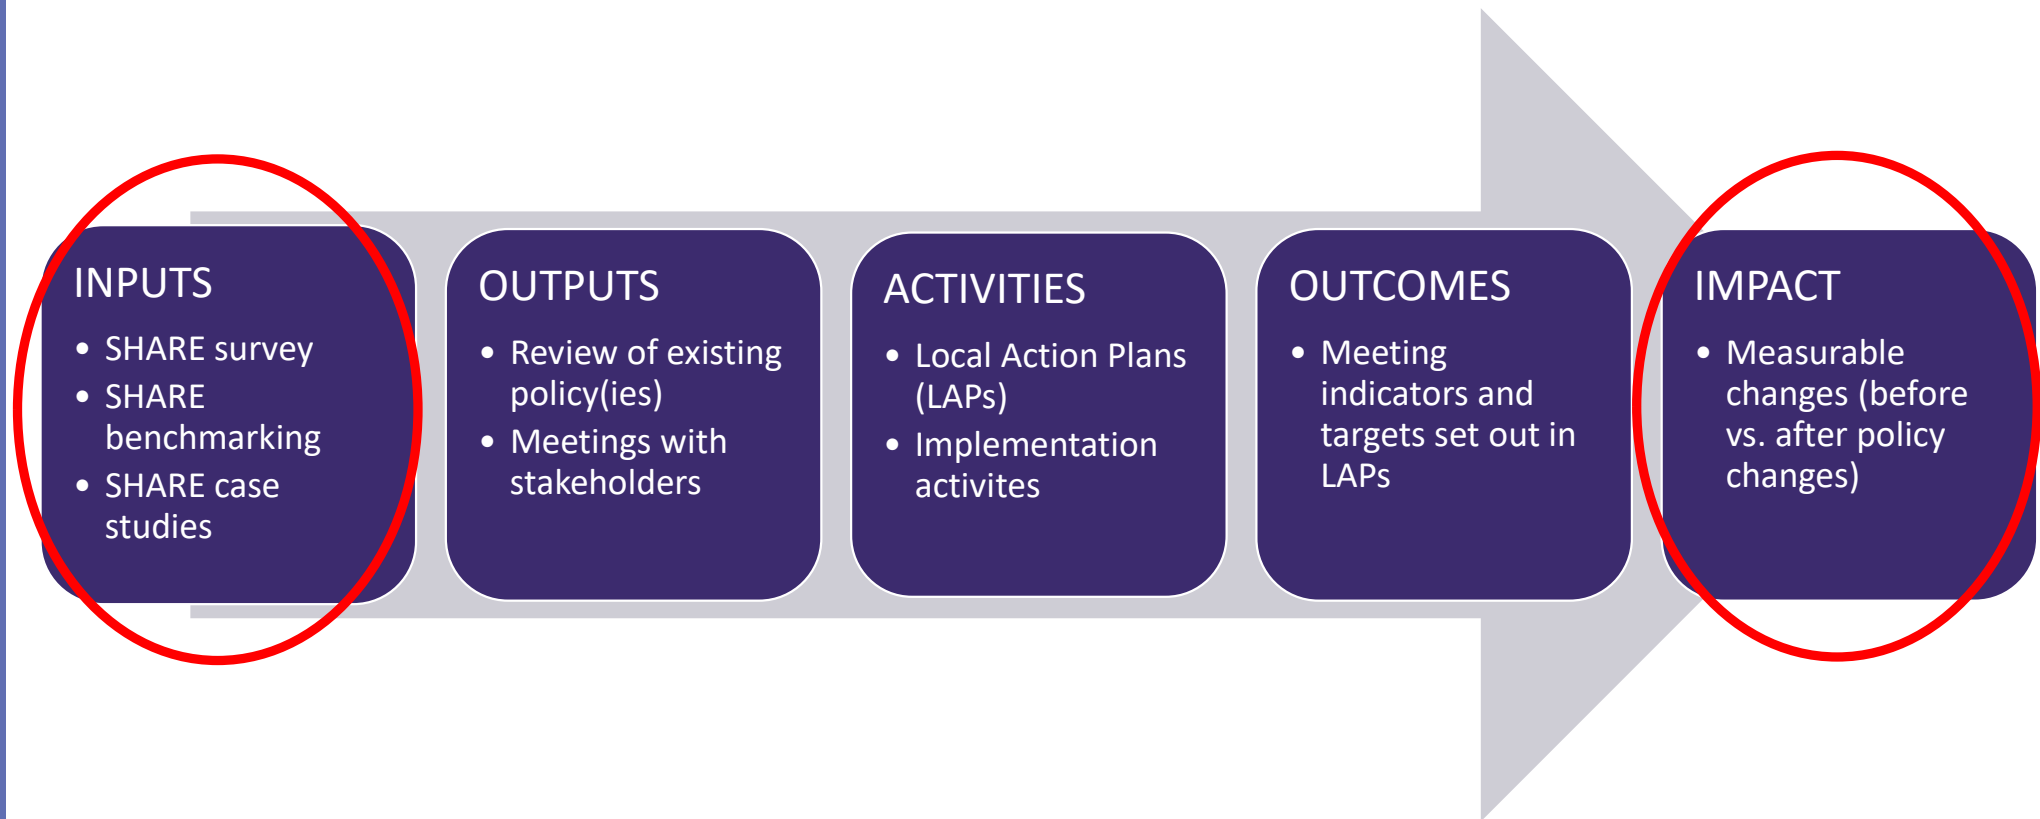 INPUTS
• SHARE survey
• SHARE
benchmarking
• SHARE case
studies
OUTPUTS
• Review of existing
policy(ies)
• Meetings with
stakeholders
ACTIVITIES
• Local Action Plans
(LAPs)
• Implementation
activites
OUTCOMES
• Meeting
indicators and
targets set out in
LAPs
IMPACT
• Measurable
changes (before
vs. after policy
changes)